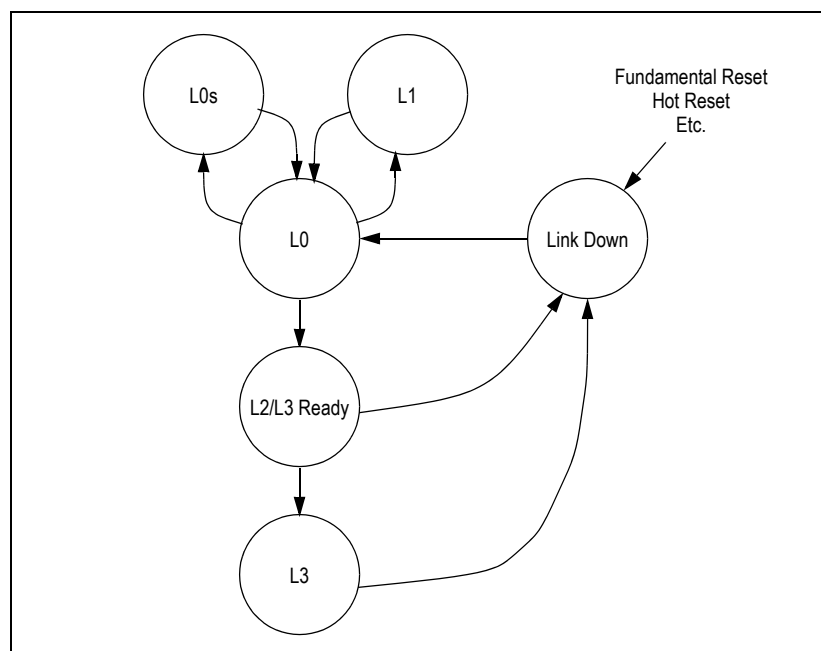 L0s
L1
Fundamental Reset
Hot Reset
Etc.
L0
Link Down
L2/L3 Ready
L3